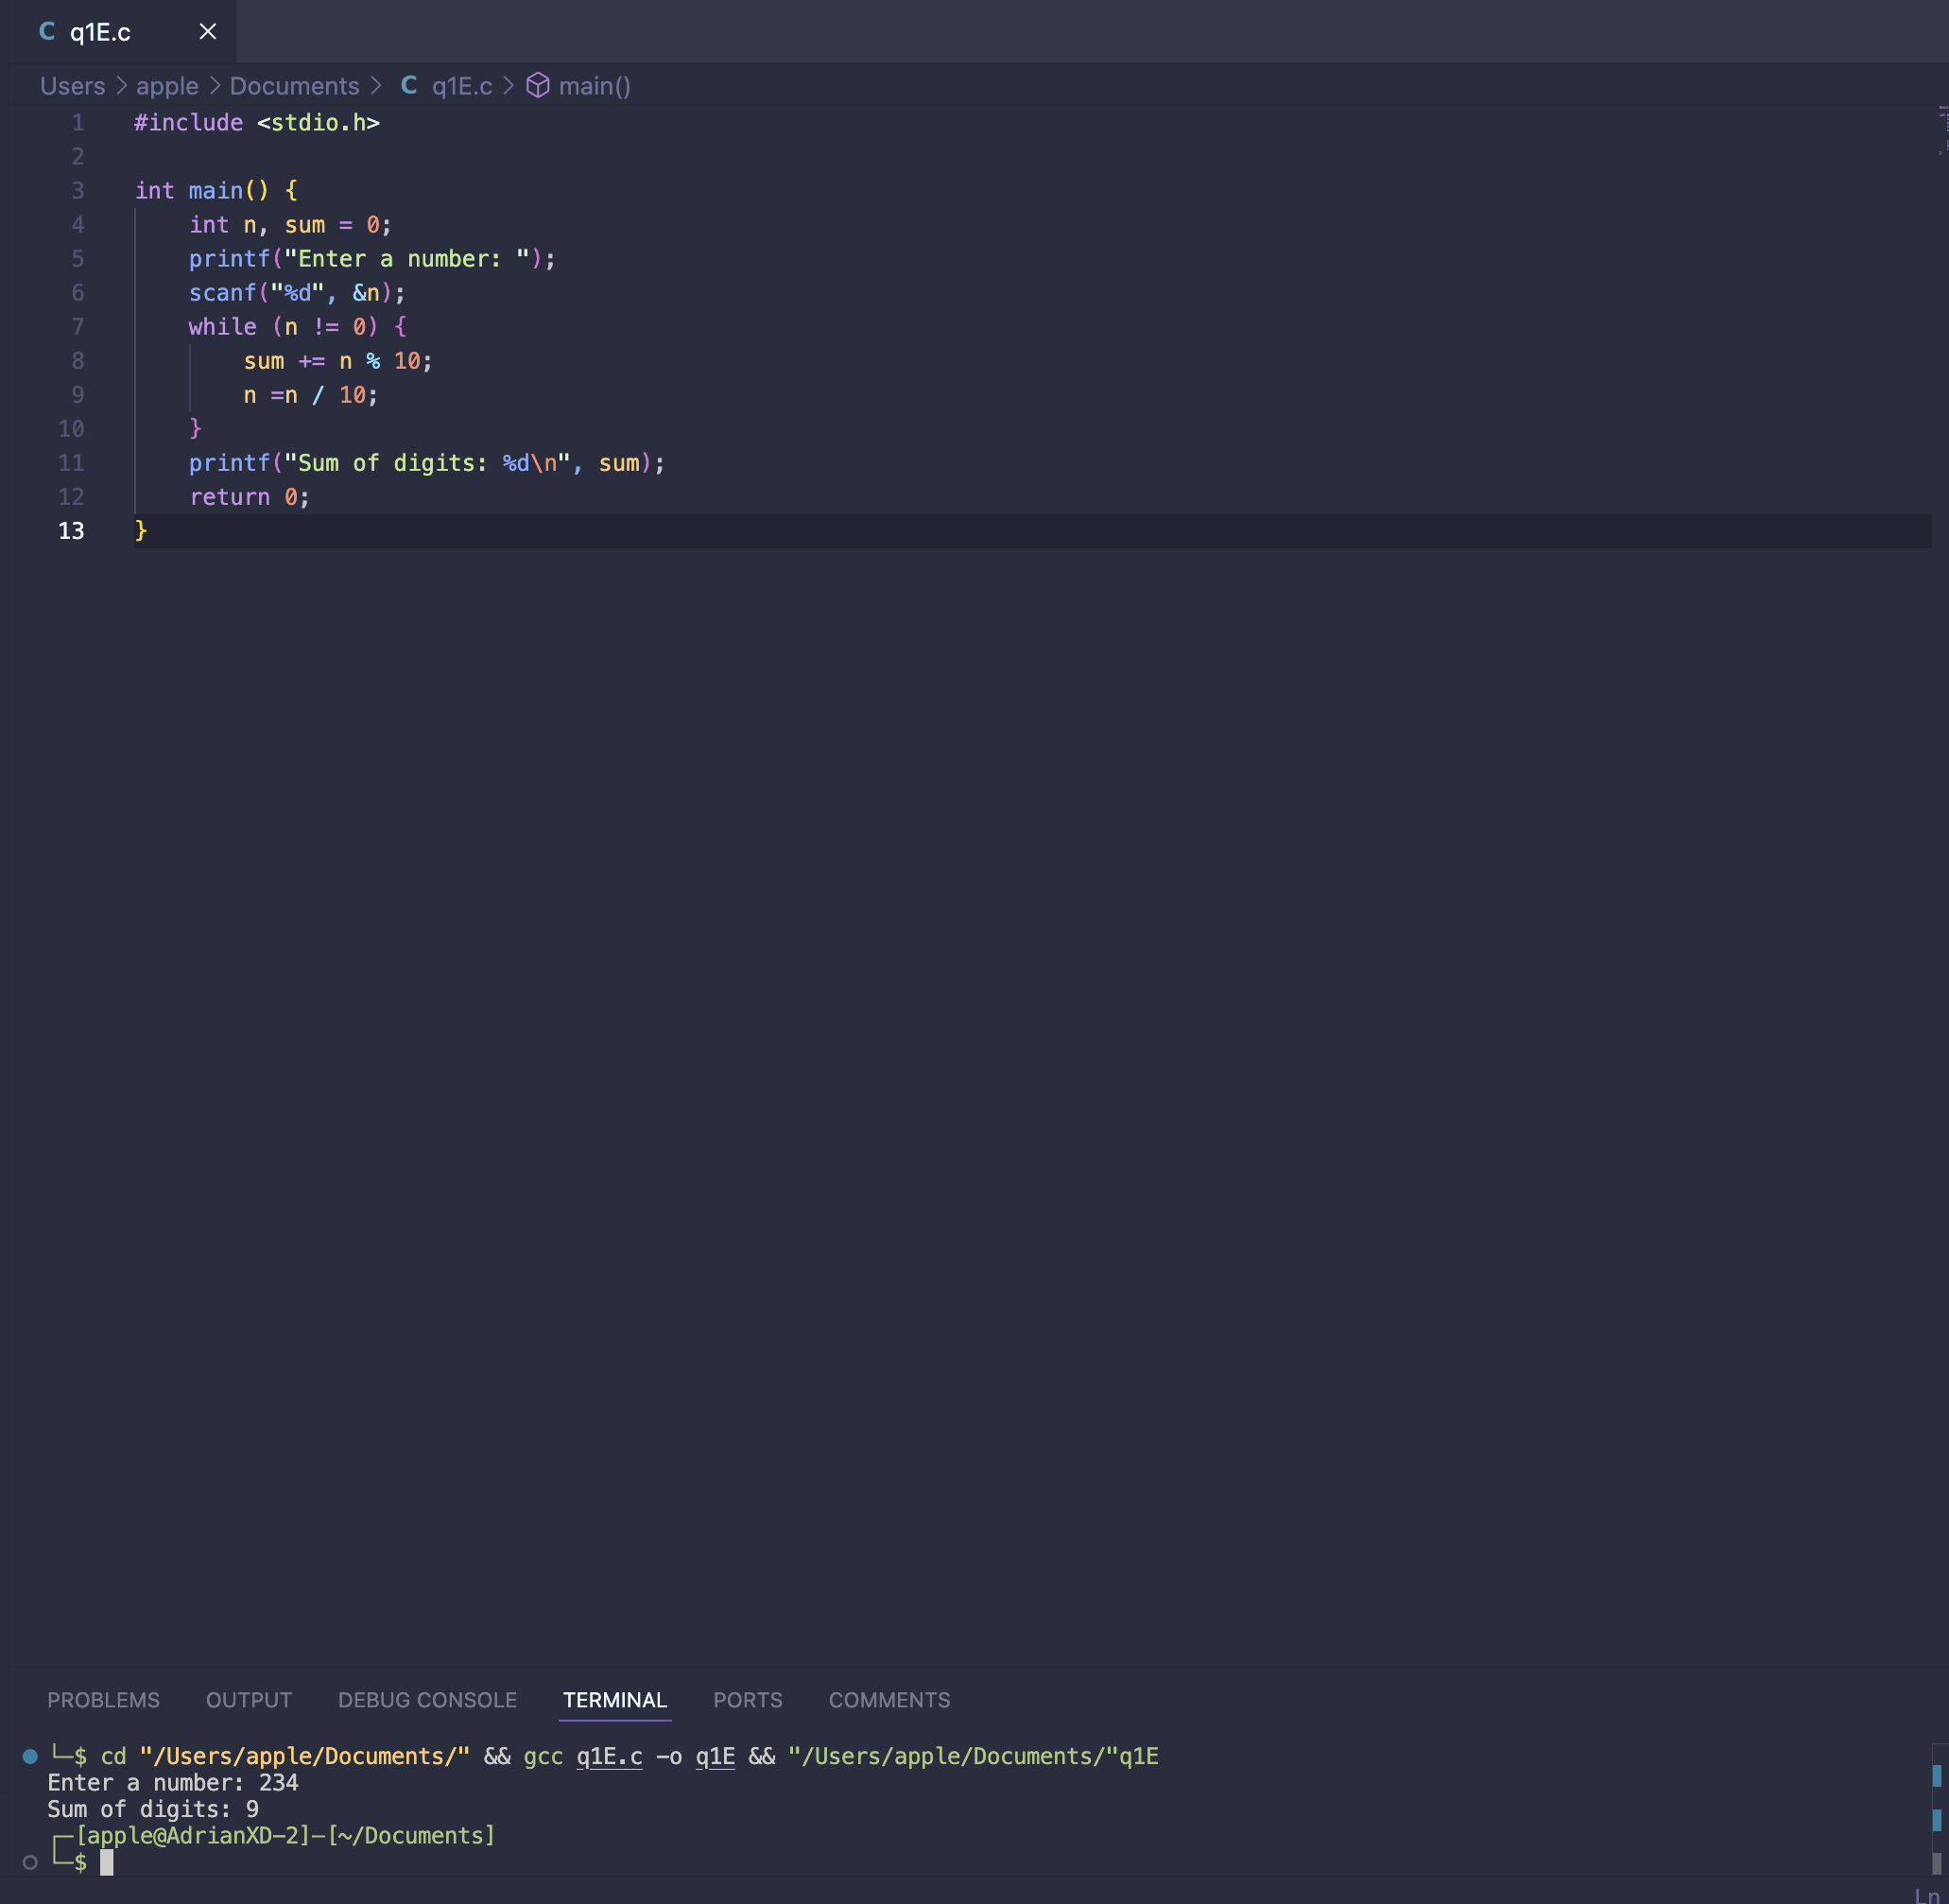 C q1E.c ×
Users > apple > Documents > C q1E.c > main()
1 #include <stdio.h>
2
3 int main() {
4     int n, sum = 0;
5     printf("Enter a number: ");
6     scanf("%d", &n);
7     while (n != 0) {
8         sum += n % 10;
9         n =n / 10;
10     }
11     printf("Sum of digits: %d\n", sum);
12     return 0;
13 }
PROBLEMS OUTPUT DEBUG CONSOLE TERMINAL PORTS COMMENTS
└─$ cd "/Users/apple/Documents/" && gcc q1E.c -o q1E && "/Users/apple/Documents/"q1E
Enter a number: 234
Sum of digits: 9
┌─[apple@AdrianXD-2]-[~/Documents]
└─$
Ln